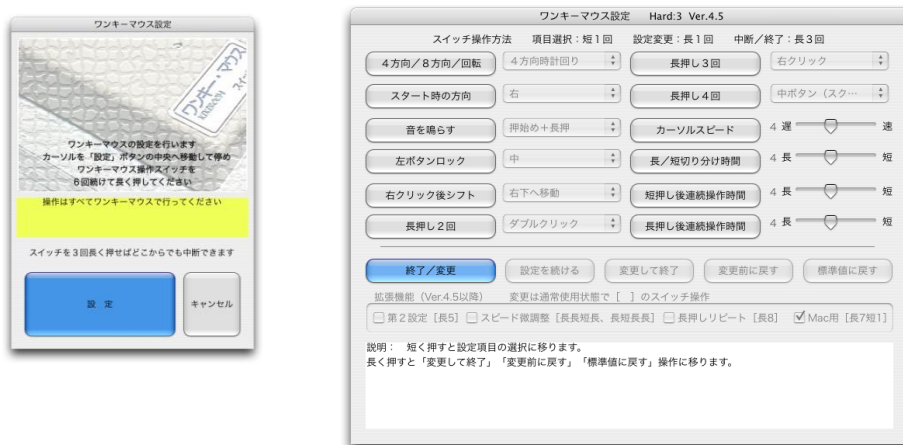 ワンキーマウス設定
ワンキー・マウス
ワンキーマウスの設定を行います
カーソルを「設定」ボタンの中央へ移動して停め
ワンキーマウス操作スイッチを
6回続けて長く押してください
操作はすべてワンキーマウスで行ってください
スイッチを3回長く押せばどこからでも中断できます
設 定
キャンセル
ワンキーマウス設定 Hard:3 Ver.4.5
スイッチ操作方法 項目選択：短1回 設定変更：長1回 中断／終了：長3回
4方向／8方向／回転 4方向時計回り 長押し3回 右クリック
スタート時の方向 右 長押し4回 中ボタン（スク…
音を鳴らす 押始め＋長押 カーソルスピード 4 遅 速
左ボタンロック 中 長／短切り分け時間 4 長 短
右クリック後シフト 右下へ移動 短押し後連続操作時間 4 長 短
長押し2回 ダブルクリック 長押し後連続操作時間 4 長 短
終了／変更 設定を続ける 変更して終了 変更前に戻す 標準値に戻す
拡張機能（Ver.4.5以降） 変更は通常使用状態で［ ］のスイッチ操作
第2設定［長5］ スピード微調整［長長短長、長短長長］ 長押しリピート［長8］ Mac用［長7短1］
説明： 短く押すと設定項目の選択に移ります。
長く押すと「変更して終了」「変更前に戻す」「標準値に戻す」操作に移ります。